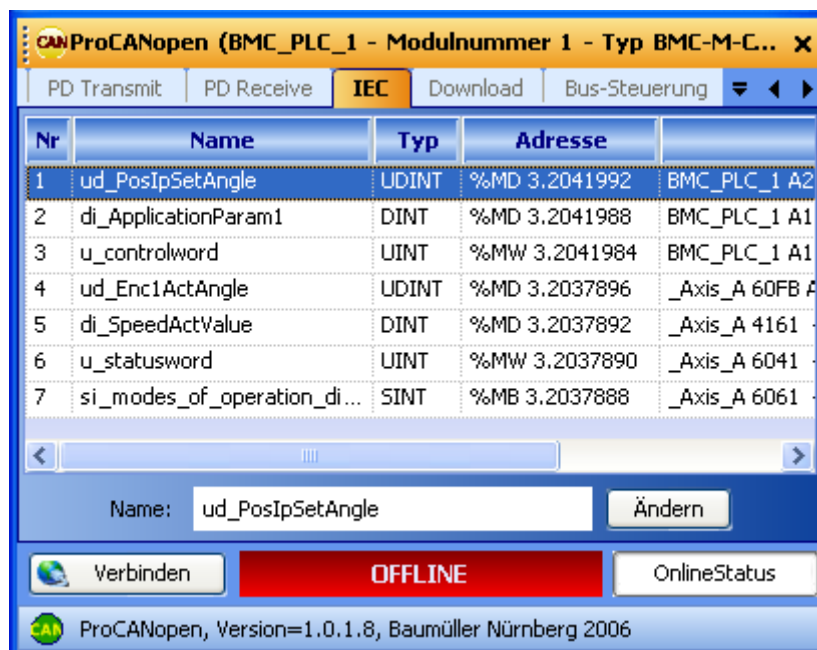 CAN ProCANopen (BMC_PLC_1 - Modulnummer 1 - Typ BMC-M-C... x
PD Transmit PD Receive IEC Download Bus-Steuerung
Nr Name Typ Adresse
1 ud_PosIpSetAngle UDINT %MD 3.2041992 BMC_PLC_1 A2
2 di_ApplicationParam1 DINT %MD 3.2041988 BMC_PLC_1 A1
3 u_controlword UINT %MW 3.2041984 BMC_PLC_1 A1
4 ud_Enc1ActAngle UDINT %MD 3.2037896 _Axis_A 60FB A
5 di_SpeedActValue DINT %MD 3.2037892 _Axis_A 4161 -
6 u_statusword UINT %MW 3.2037890 _Axis_A 6041 -
7 si_modes_of_operation_di... SINT %MB 3.2037888 _Axis_A 6061 -
Name: ud_PosIpSetAngle Ändern
Verbinden OFFLINE OnlineStatus
CAN ProCANopen, Version=1.0.1.8, Baumüller Nürnberg 2006